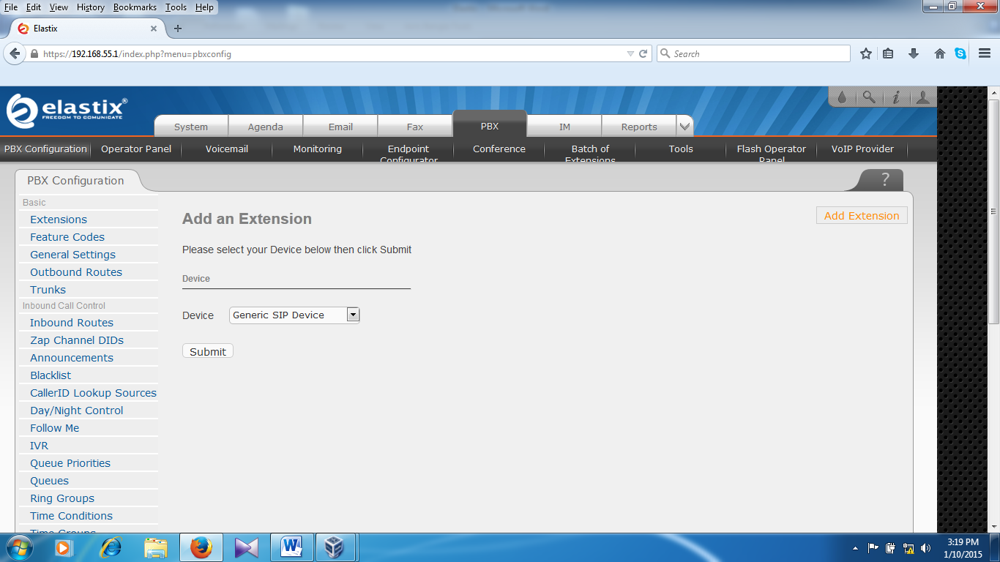 File Edit View History Bookmarks Tools Help
Elastix
https://192.168.55.1/index.php?menu=pbxconfig
Search
elastix®
FREEDOM TO COMUNICATE
System Agenda Email Fax PBX IM Reports
PBX Configuration Operator Panel Voicemail Monitoring Endpoint Configurator Conference Batch of Extensions Tools Flash Operator Panel VoIP Provider
PBX Configuration
?
Basic
Extensions
Feature Codes
General Settings
Outbound Routes
Trunks
Inbound Call Control
Inbound Routes
Zap Channel DIDs
Announcements
Blacklist
CallerID Lookup Sources
Day/Night Control
Follow Me
IVR
Queue Priorities
Queues
Ring Groups
Time Conditions
Time Groups
Add an Extension
Add Extension
Please select your Device below then click Submit
Device
Device Generic SIP Device
Submit
3:19 PM
1/10/2015